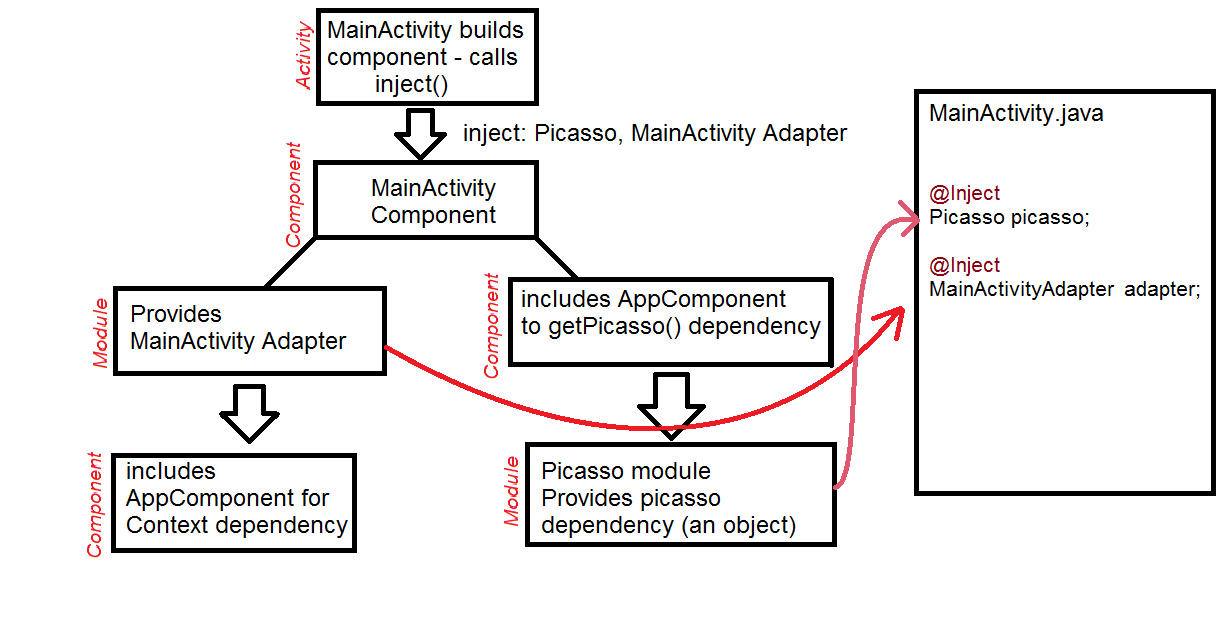 Activity
MainActivity builds
component - calls
inject()
inject: Picasso, MainActivity Adapter
Component
MainActivity
Component
Module
Provides
MainActivity Adapter
Component
includes AppComponent
to getPicasso() dependency
Component
includes
AppComponent for
Context dependency
Module
Picasso module
Provides picasso
dependency (an object)
MainActivity.java
@Inject
Picasso picasso;
@Inject
MainActivityAdapter adapter;